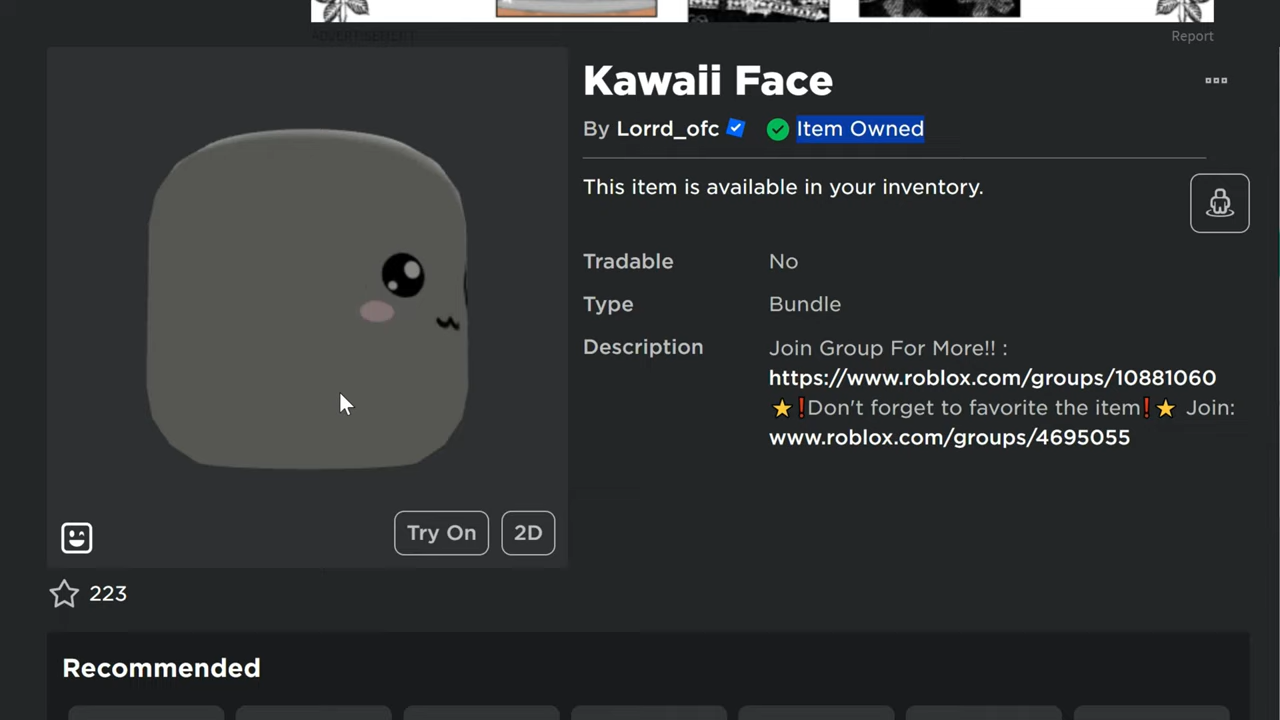 ADVERTISEMENT
Report
Kawaii Face
By Lorrd_ofc Item Owned
This item is available in your inventory.
Tradable No
Type Bundle
Description Join Group For More!! :
https://www.roblox.com/groups/10881060
⭐❗Don't forget to favorite the item❗⭐ Join:
www.roblox.com/groups/4695055
Try On 2D
223
Recommended